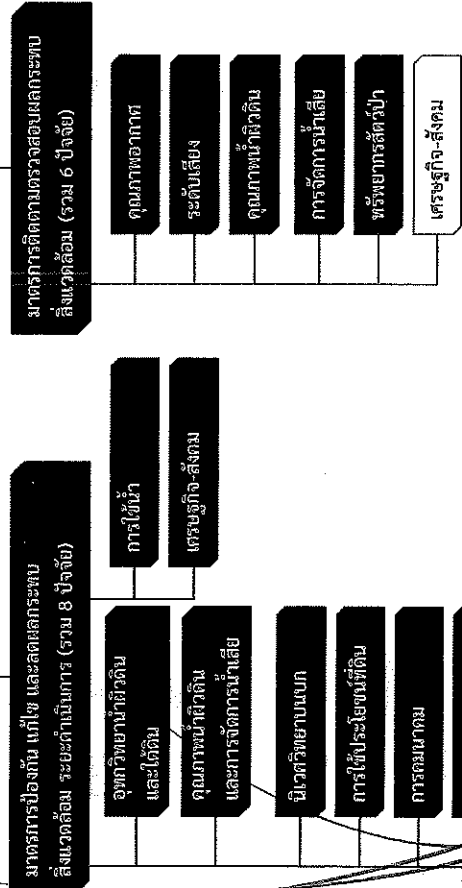 มาตรการป้องกัน แก้ไข และลดผลกระทบ
สิ่งแวดล้อม ระยะดำเนินการ (รวม 8 ปัจจัย)
อุทกวิทยาน้ำผิวดิน
และใต้ดิน
คุณภาพน้ำผิวดิน
และการจัดการน้ำเสีย
นิเวศวิทยาบนบก
การใช้ประโยชน์ที่ดิน
การคมนาคม
การใช้น้ำ
เศรษฐกิจ-สังคม
มาตรการติดตามตรวจสอบผลกระทบ
สิ่งแวดล้อม (รวม 6 ปัจจัย)
คุณภาพอากาศ
ระดับเสียง
คุณภาพน้ำผิวดิน
การจัดการน้ำเสีย
ทรัพยากรสัตว์ป่า
เศรษฐกิจ-สังคม